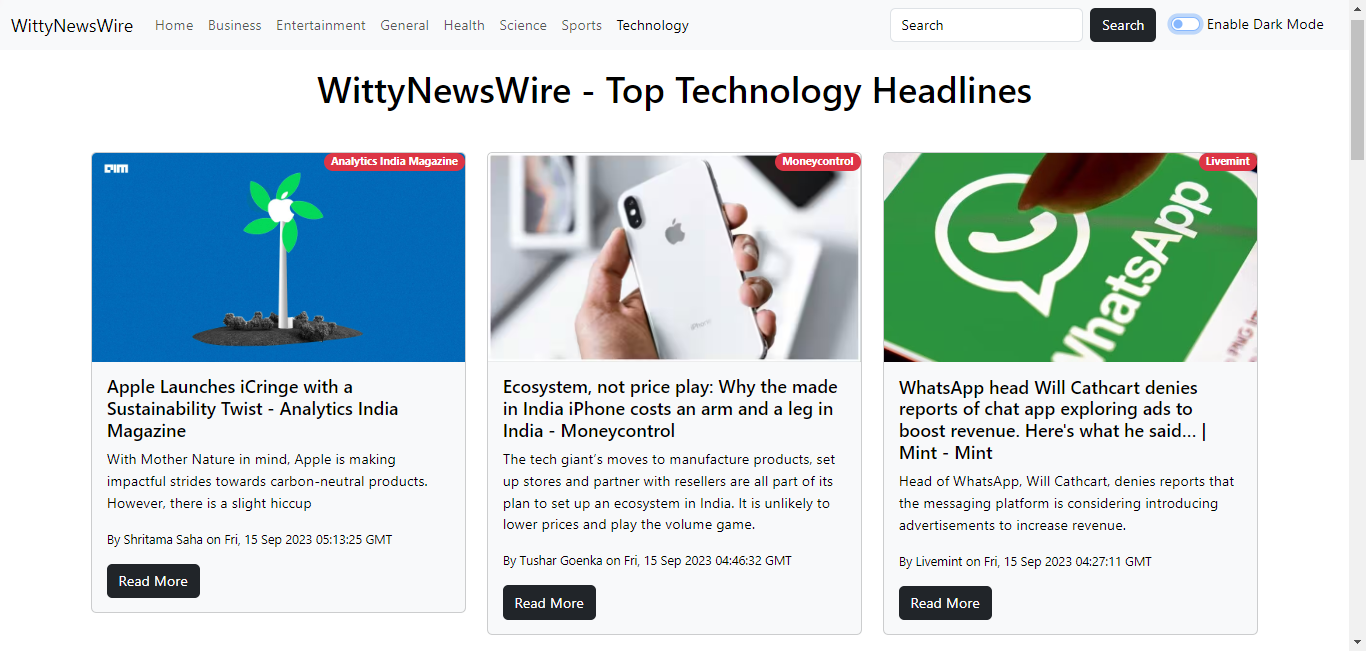 WittyNewsWire Home Business Entertainment General Health Science Sports Technology Search Search Enable Dark Mode
WittyNewsWire - Top Technology Headlines
AIM
Analytics India Magazine
Apple Launches iCringe with a
Sustainability Twist - Analytics India
Magazine
With Mother Nature in mind, Apple is making
impactful strides towards carbon-neutral products.
However, there is a slight hiccup
By Shritama Saha on Fri, 15 Sep 2023 05:13:25 GMT
Read More
Moneycontrol
iPhone
Ecosystem, not price play: Why the made
in India iPhone costs an arm and a leg in
India - Moneycontrol
The tech giant’s moves to manufacture products, set
up stores and partner with resellers are all part of its
plan to set up an ecosystem in India. It is unlikely to
lower prices and play the volume game.
By Tushar Goenka on Fri, 15 Sep 2023 04:46:32 GMT
Read More
Livemint
WhatsApp
WhatsApp head Will Cathcart denies
reports of chat app exploring ads to
boost revenue. Here's what he said... |
Mint - Mint
Head of WhatsApp, Will Cathcart, denies reports that
the messaging platform is considering introducing
advertisements to increase revenue.
By Livemint on Fri, 15 Sep 2023 04:27:11 GMT
Read More